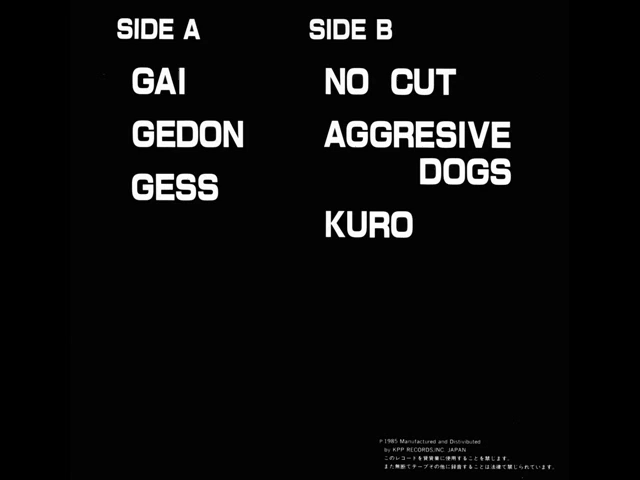 SIDE A
GAI
GEDON
GESS
SIDE B
NO CUT
AGGRESIVE
DOGS
KURO
℗1985 Manufactured and Distributed
by KPP RECORDS,INC. JAPAN
このレコードを賃貸業に使用することを禁じます。
また無断でテープその他に録音することは法律で禁じられています。